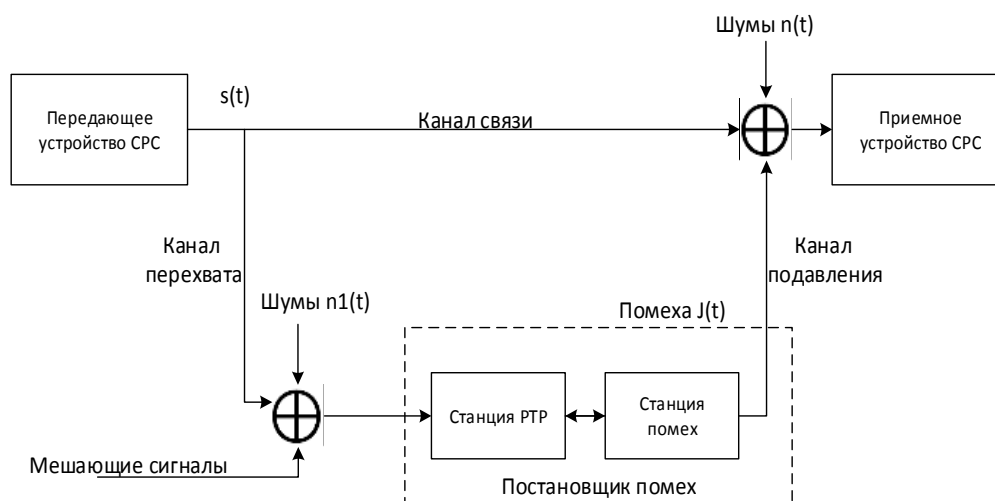 Шумы n(t)
s(t)
Передающее
устройство СРС
Канал связи
Приемное
устройство СРС
Канал
перехвата
Канал
подавления
Шумы n1(t)
Помеха J(t)
Станция РТР
Станция
помех
Мешающие сигналы
Постановщик помех